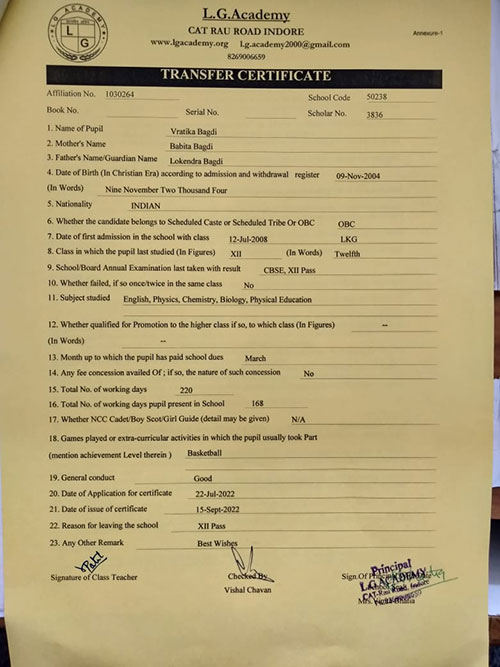 L.G.Academy
CAT RAU ROAD INDORE
Annexure-1
www.lgacademy.org l.g.academy2000@gmail.com
8269006659
L.G. ACADEMY
L
G
TRANSFER CERTIFICATE
Affiliation No. 1030264 School Code 50238
Book No. Serial No. Scholar No. 3836
1. Name of Pupil Vratika Bagdi
2. Mother's Name Babita Bagdi
3. Father's Name/Guardian Name Lokendra Bagdi
4. Date of Birth (In Christian Era) according to admission and withdrawal register 09-Nov-2004
(In Words) Nine November Two Thousand Four
5. Nationality INDIAN
6. Whether the candidate belongs to Scheduled Caste or Scheduled Tribe Or OBC OBC
7. Date of first admission in the school with class 12-Jul-2008 LKG
8. Class in which the pupil last studied (In Figures) XII (In Words) Twelfth
9. School/Board Annual Examination last taken with result CBSE, XII Pass
10. Whether failed, if so once/twice in the same class No
11. Subject studied English, Physics, Chemistry, Biology, Physical Education
12. Whether qualified for Promotion to the higher class if so, to which class (In Figures) --
(In Words) --
13. Month up to which the pupil has paid school dues March
14. Any fee concession availed Of ; if so, the nature of such concession No
15. Total No. of working days 220
16. Total No. of working days pupil present in School 168
17. Whether NCC Cadet/Boy Scot/Girl Guide (detail may be given) N/A
18. Games played or extra-curricular activities in which the pupil usually took Part
(mention achievement Level therein ) Basketball
19. General conduct Good
20. Date of Application for certificate 22-Jul-2022
21. Date of issue of certificate 15-Sept-2022
22. Reason for leaving the school XII Pass
23. Any Other Remark Best Wishes
Signature of Class Teacher Checked By Sign.Of
Vishal Chavan
Principal
L.G.ACADEMY
CAT-Rau Road, Indore
Mrs.